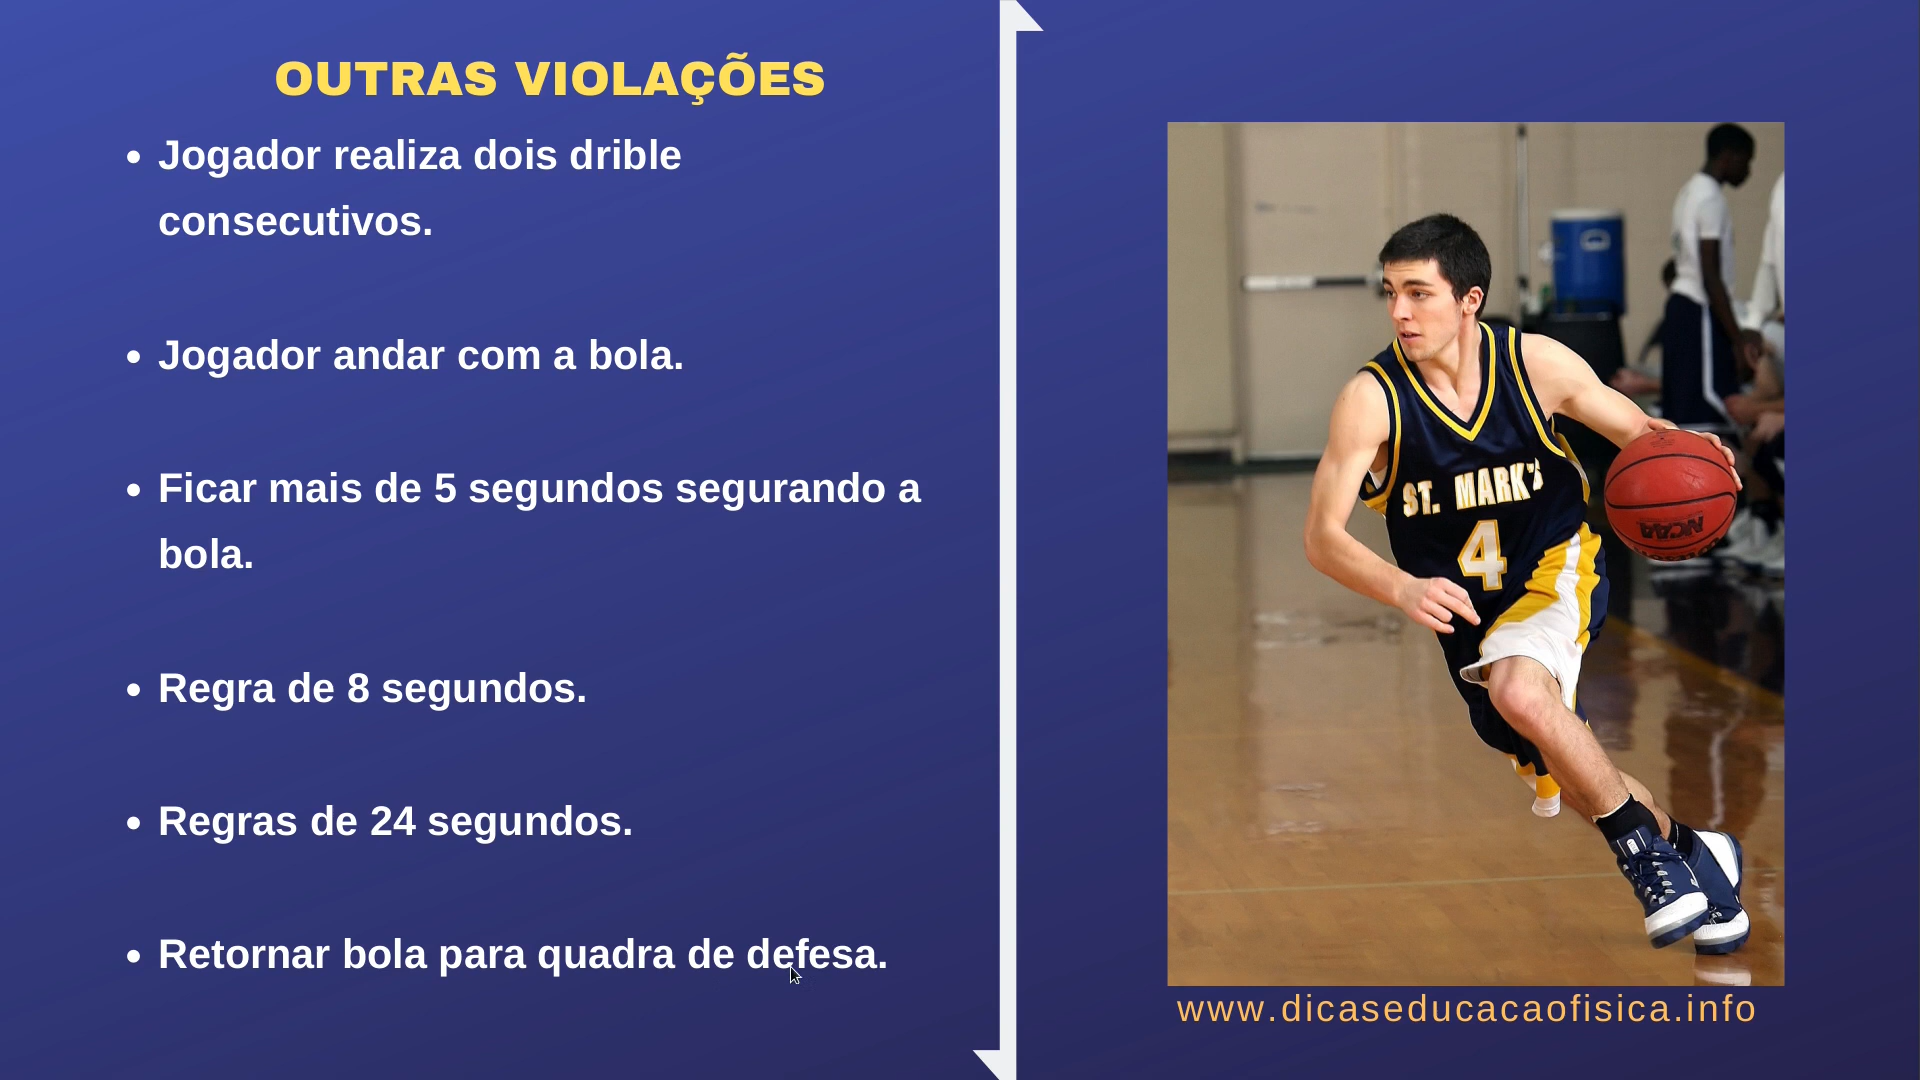 OUTRAS VIOLAÇÕES
• Jogador realiza dois drible
consecutivos.
• Jogador andar com a bola.
• Ficar mais de 5 segundos segurando a
bola.
• Regra de 8 segundos.
• Regras de 24 segundos.
• Retornar bola para quadra de defesa.
ST. MARK'S
4
NCAA
www.dicaseducacaofisica.info